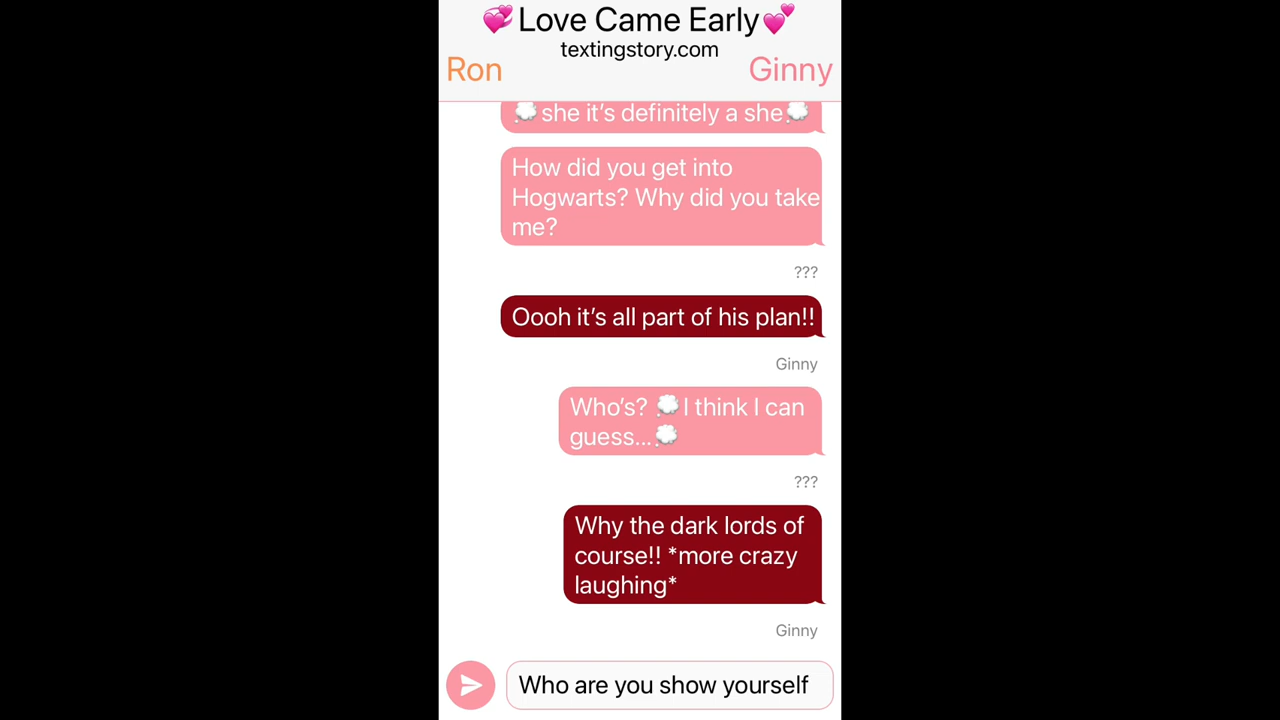 💞Love Came Early💕
textingstory.com
Ron
Ginny
💭she it’s definitely a she💭
How did you get into
Hogwarts? Why did you take
me?
???
Oooh it’s all part of his plan!!
Ginny
Who’s? 💭I think I can
guess...💭
???
Why the dark lords of
course!! *more crazy
laughing*
Ginny
Who are you show yourself